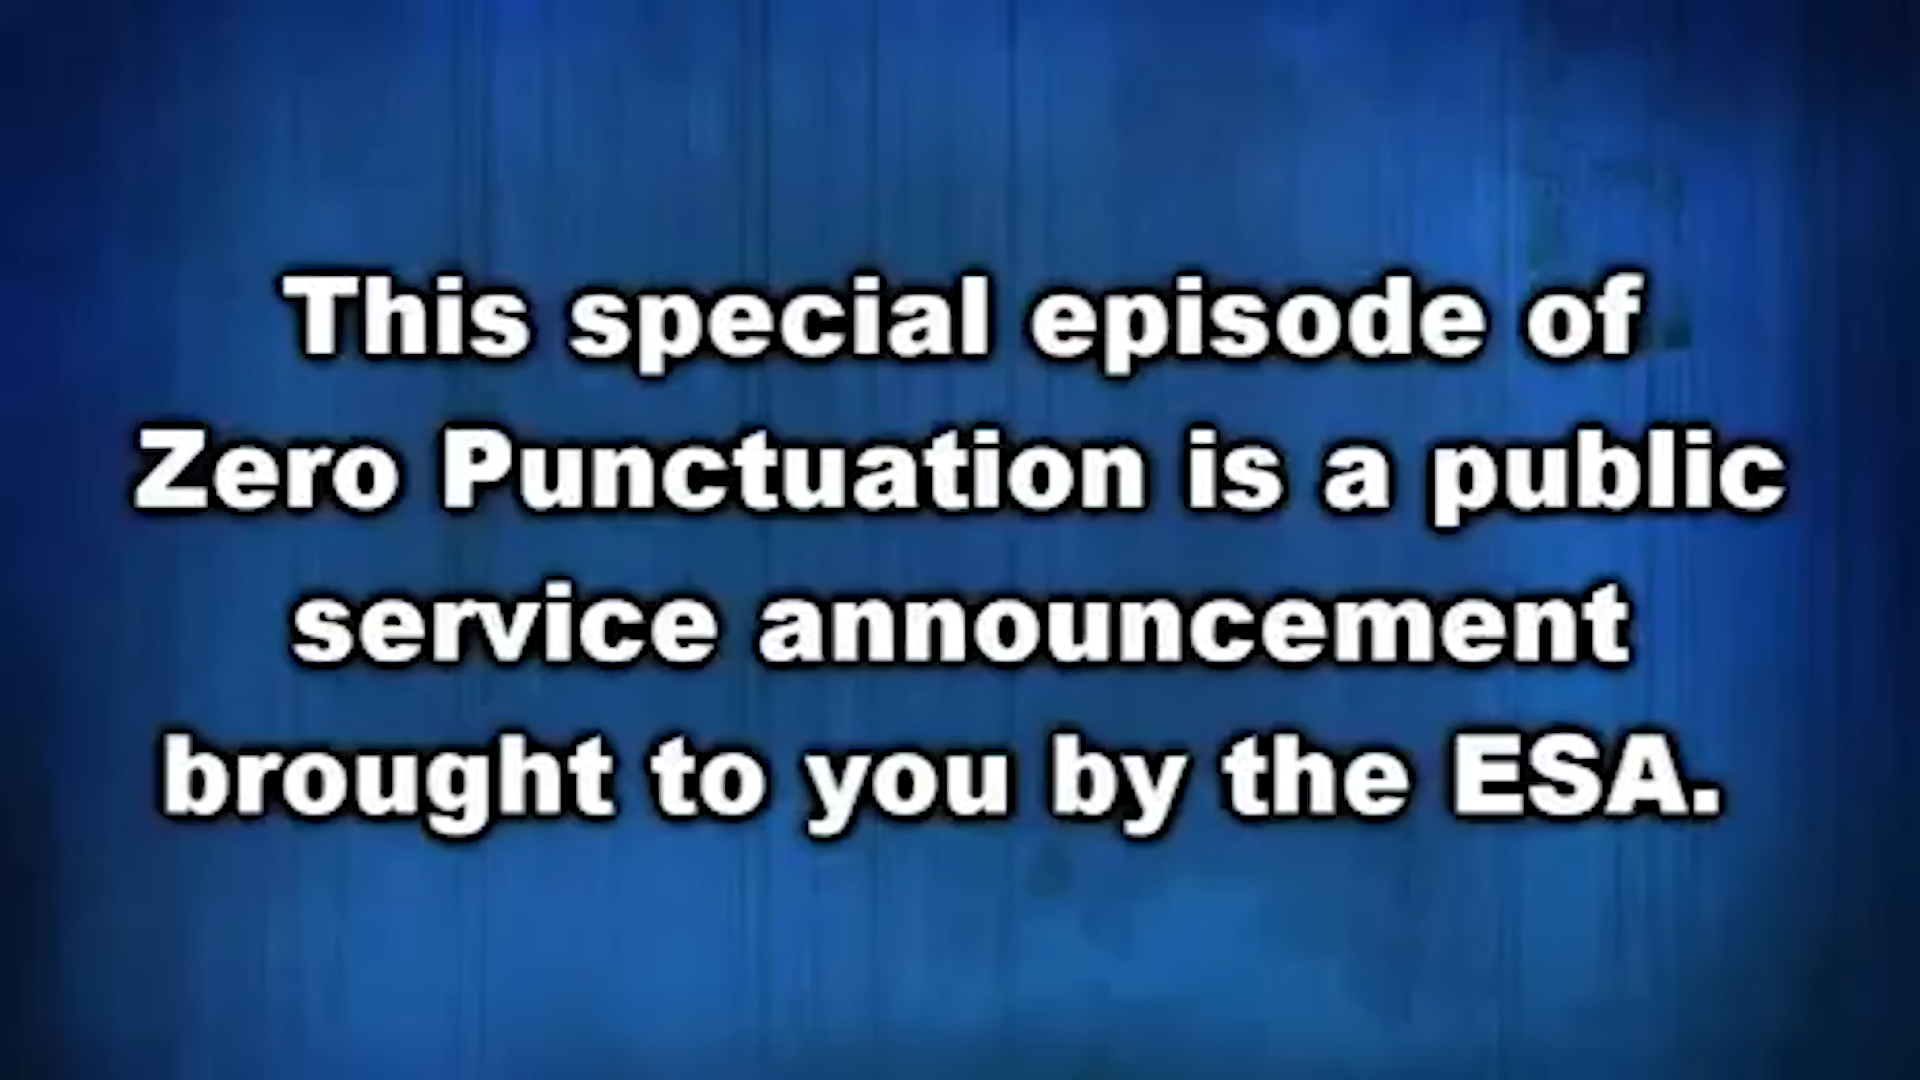 This special episode of
Zero Punctuation is a public
service announcement
brought to you by the ESA.